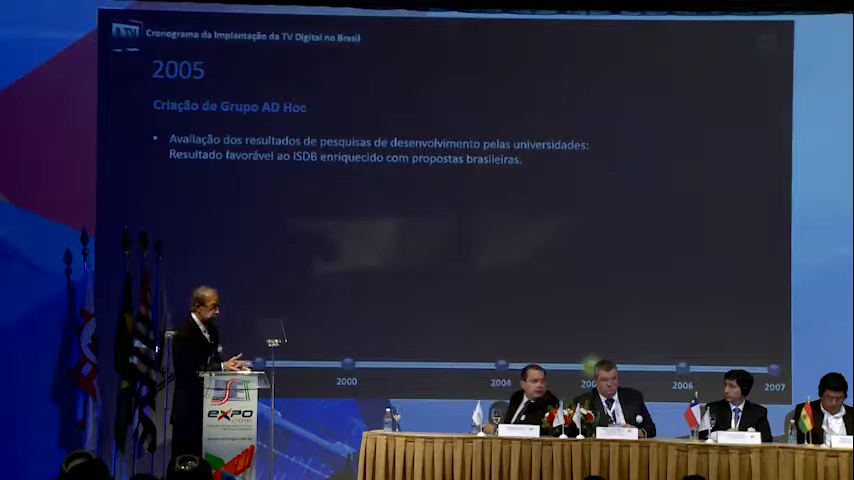 Cronograma da Implantação da TV Digital no Brasil
2005
Criação de Grupo AD Hoc
• Avaliação dos resultados de pesquisas de desenvolvimento pelas universidades:
Resultado favorável ao ISDB enriquecido com propostas brasileiras.
2000
2004
2006
2007
EXPO